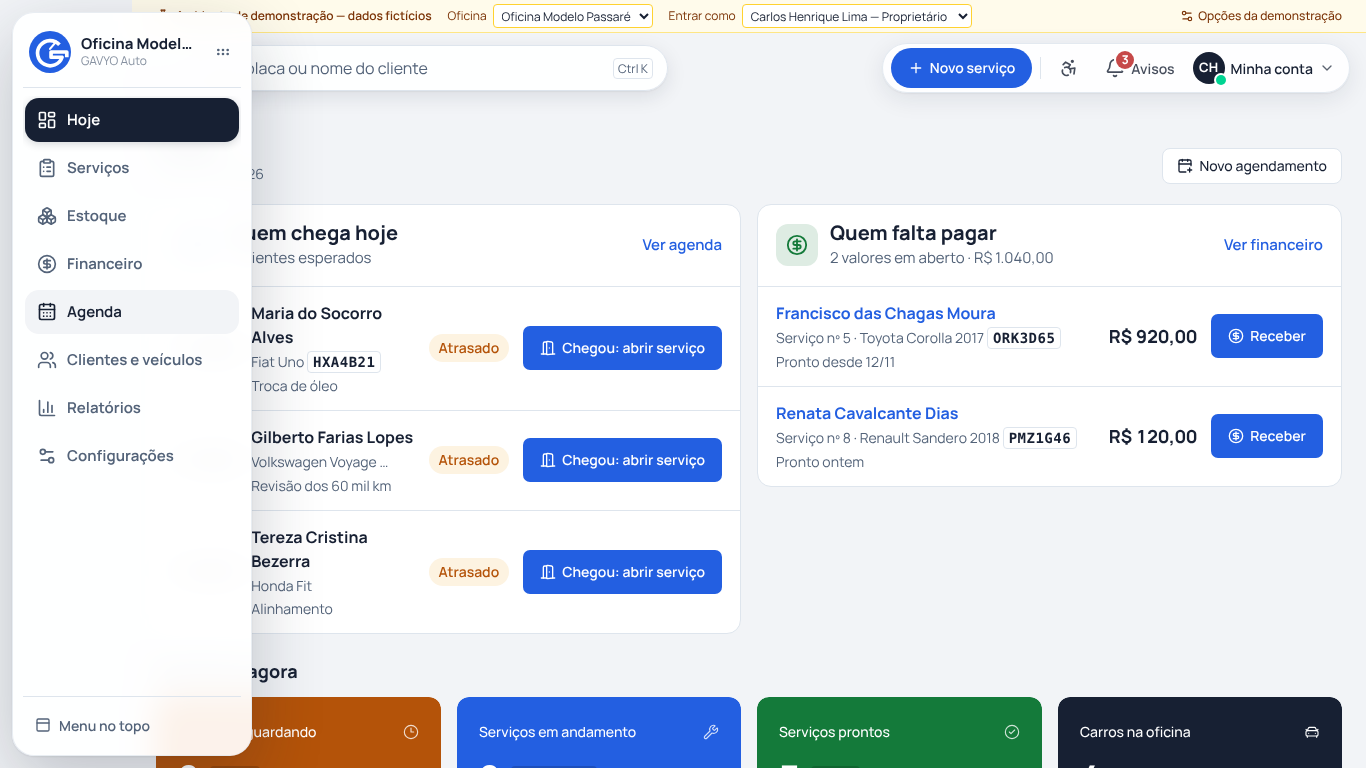 de demonstração — dados fictícios
Oficina
Oficina Modelo Passaré
Entrar como
Carlos Henrique Lima — Proprietário
Opções da demonstração
Oficina Model...
GAVYO Auto
placa ou nome do cliente
Ctrl K
Novo serviço
3
Avisos
CH
Minha conta
Hoje
Serviços
Estoque
Financeiro
Agenda
Clientes e veículos
Relatórios
Configurações
Menu no topo
26
Novo agendamento
uem chega hoje
ientes esperados
Ver agenda
Maria do Socorro
Alves
Fiat Uno HXA4B21
Troca de óleo
Atrasado
Chegou: abrir serviço
Gilberto Farias Lopes
Volkswagen Voyage ...
Revisão dos 60 mil km
Atrasado
Chegou: abrir serviço
Tereza Cristina
Bezerra
Honda Fit
Alinhamento
Atrasado
Chegou: abrir serviço
Quem falta pagar
2 valores em aberto · R$ 1.040,00
Ver financeiro
Francisco das Chagas Moura
Serviço nº 5 · Toyota Corolla 2017 ORK3D65
Pronto desde 12/11
R$ 920,00
Receber
Renata Cavalcante Dias
Serviço nº 8 · Renault Sandero 2018 PMZ1G46
Pronto ontem
R$ 120,00
Receber
agora
uardando
Serviços em andamento
Serviços prontos
Carros na oficina